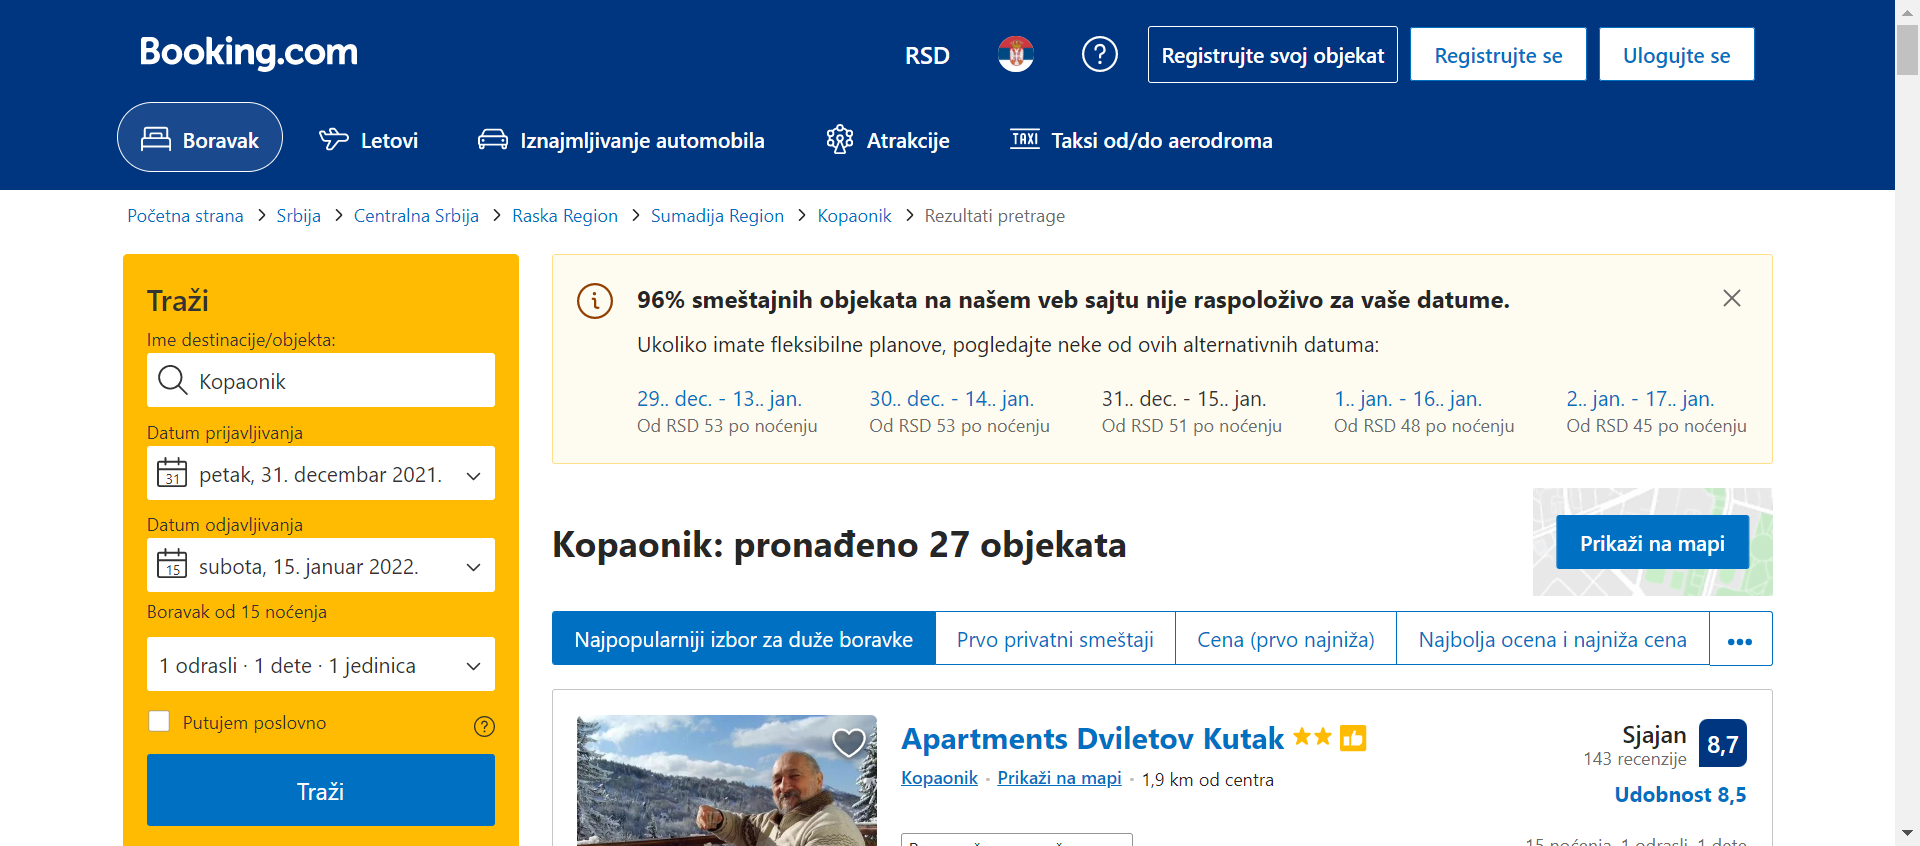 Booking.com
RSD
Registrujte svoj objekat
Registrujte se
Ulogujte se
Boravak
Letovi
Iznajmljivanje automobila
Atrakcije
TAXI
Taksi od/do aerodroma
Početna strana
Srbija
Centralna Srbija
Raska Region
Sumadija Region
Kopaonik
Rezultati pretrage
Traži
Ime destinacije/objekta:
Kopaonik
Datum prijavljivanja
31
petak, 31. decembar 2021.
Datum odjavljivanja
15
subota, 15. januar 2022.
Boravak od 15 noćenja
1 odrasli · 1 dete · 1 jedinica
Putujem poslovno
Traži
96% smeštajnih objekata na našem veb sajtu nije raspoloživo za vaše datume.
Ukoliko imate fleksibilne planove, pogledajte neke od ovih alternativnih datuma:
29.. dec. - 13.. jan.
Od RSD 53 po noćenju
30.. dec. - 14.. jan.
Od RSD 53 po noćenju
31.. dec. - 15.. jan.
Od RSD 51 po noćenju
1.. jan. - 16.. jan.
Od RSD 48 po noćenju
2.. jan. - 17.. jan.
Od RSD 45 po noćenju
Kopaonik: pronađeno 27 objekata
Prikaži na mapi
Najpopularniji izbor za duže boravke
Prvo privatni smeštaji
Cena (prvo najniža)
Najbolja ocena i najniža cena
Apartments Dviletov Kutak
Kopaonik · Prikaži na mapi · 1,9 km od centra
Sjajan
143 recenzije
8,7
Udobnost 8,5
15 noćenja, 1 odrasli, 1 dete